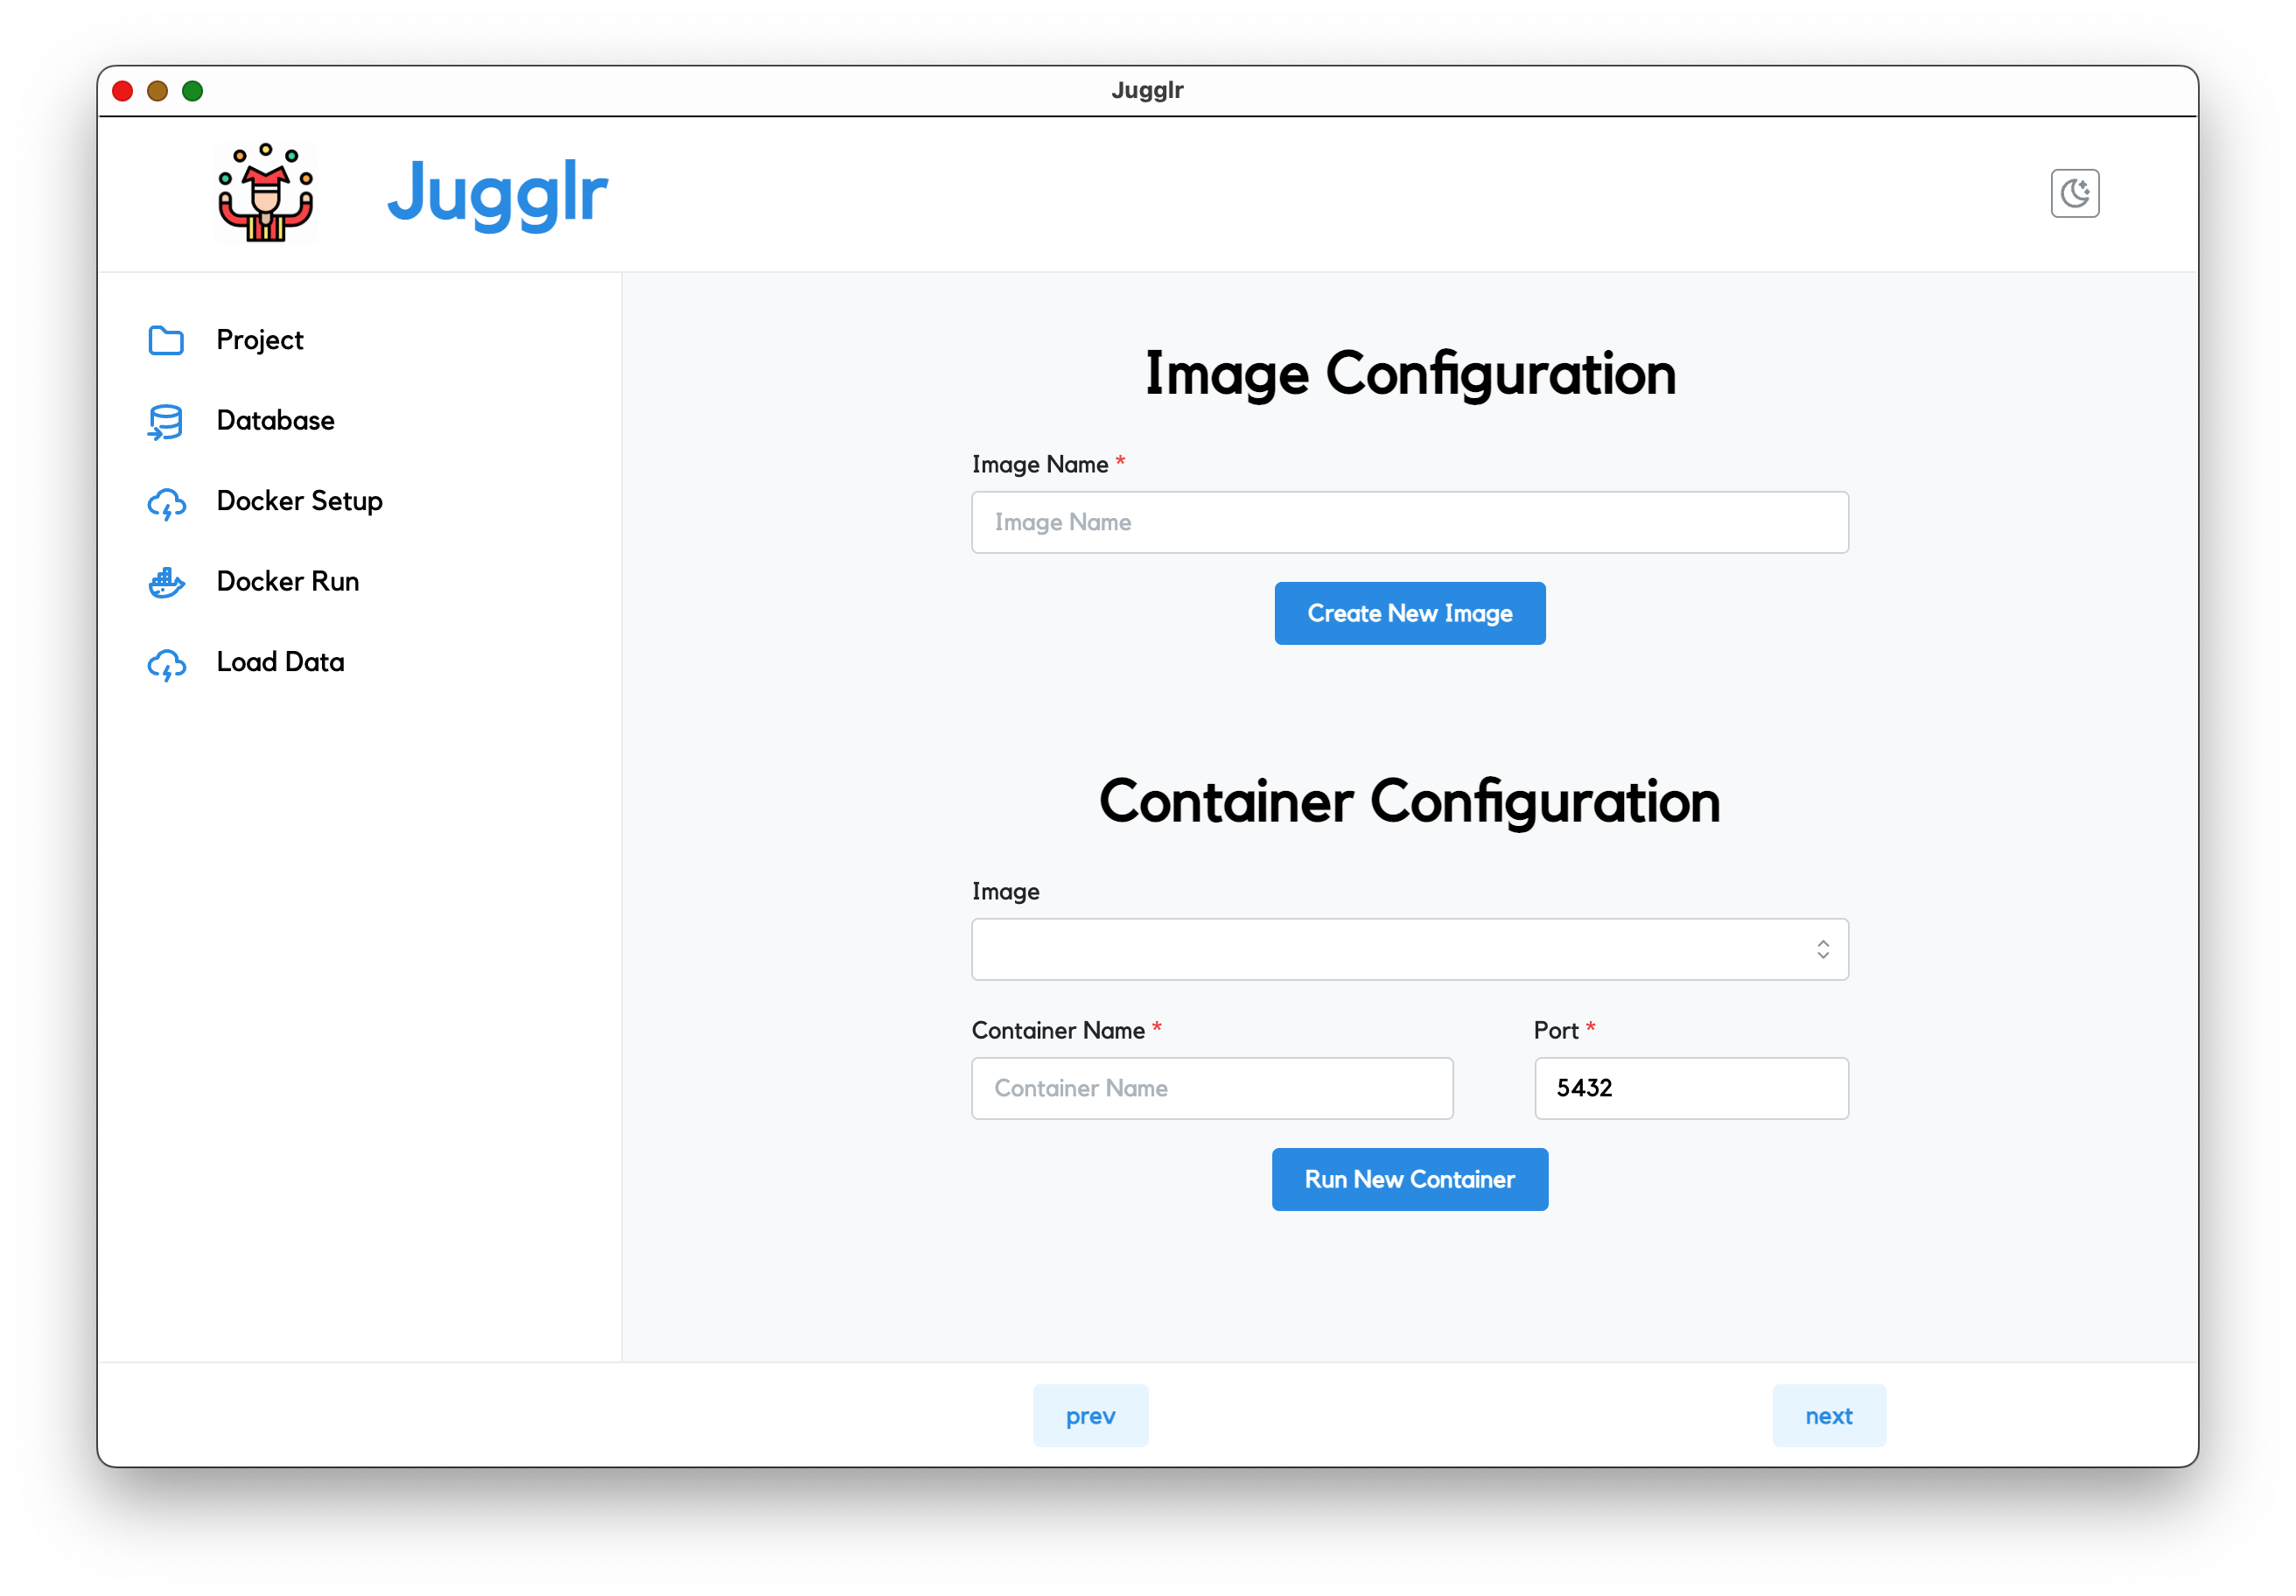 Jugglr
Jugglr
Project
Database
Docker Setup
Docker Run
Load Data
Image Configuration
Image Name *
Image Name
Create New Image
Container Configuration
Image
Container Name *
Port *
Container Name
5432
Run New Container
prev
next